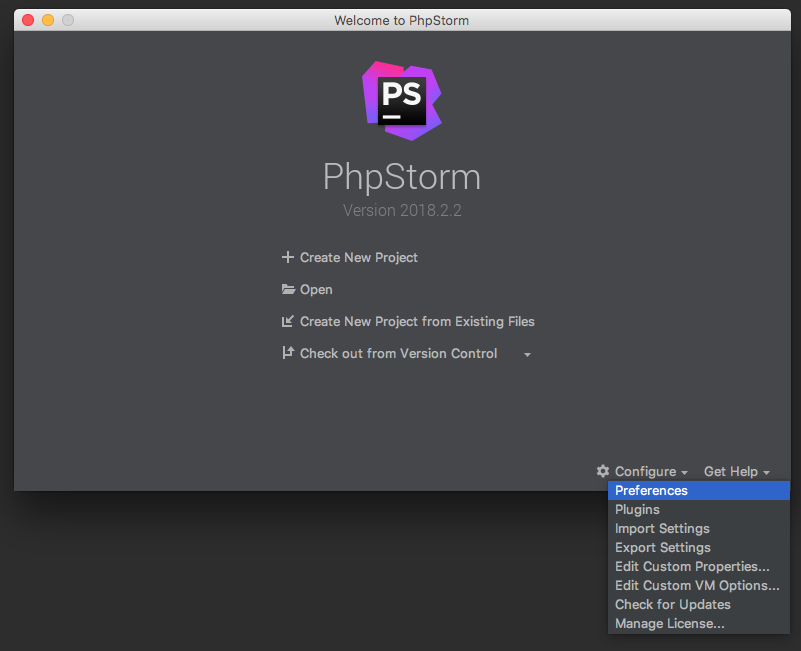 Welcome to PhpStorm
PS
PhpStorm
Version 2018.2.2
Create New Project
Open
Create New Project from Existing Files
Check out from Version Control
Configure
Get Help
Preferences
Plugins
Import Settings
Export Settings
Edit Custom Properties...
Edit Custom VM Options...
Check for Updates
Manage License...